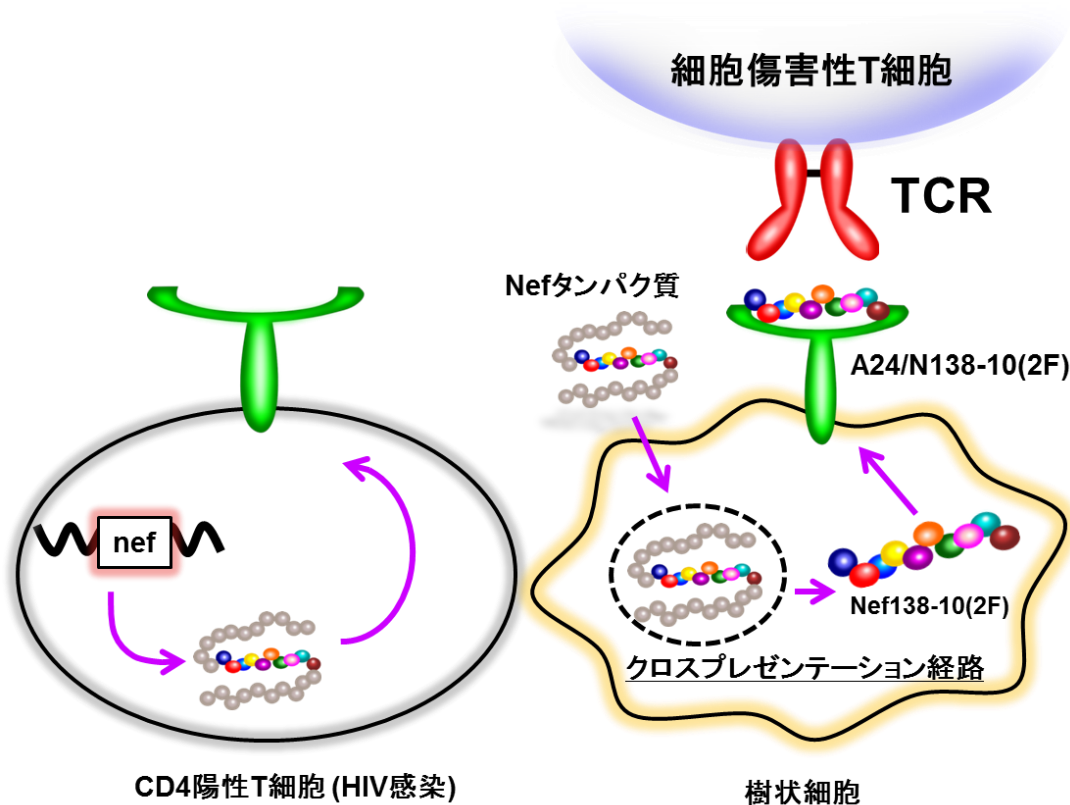 細胞傷害性T細胞
TCR
Nefタンパク質
A24/N138-10(2F)
nef
Nef138-10(2F)
クロスプレゼンテーション経路
CD4陽性T細胞 (HIV感染)
樹状細胞